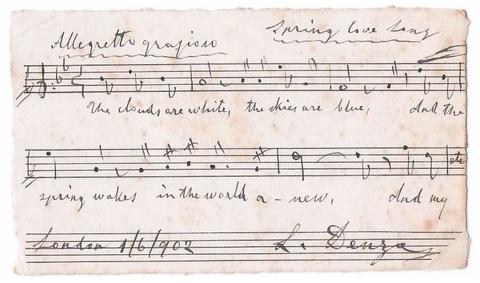 Spring love song
Allegretto grazioso
The clouds are white, the skies are blue, And the
spring wakes in the world a-new, And my etc
London 1/6/902 L. Denza